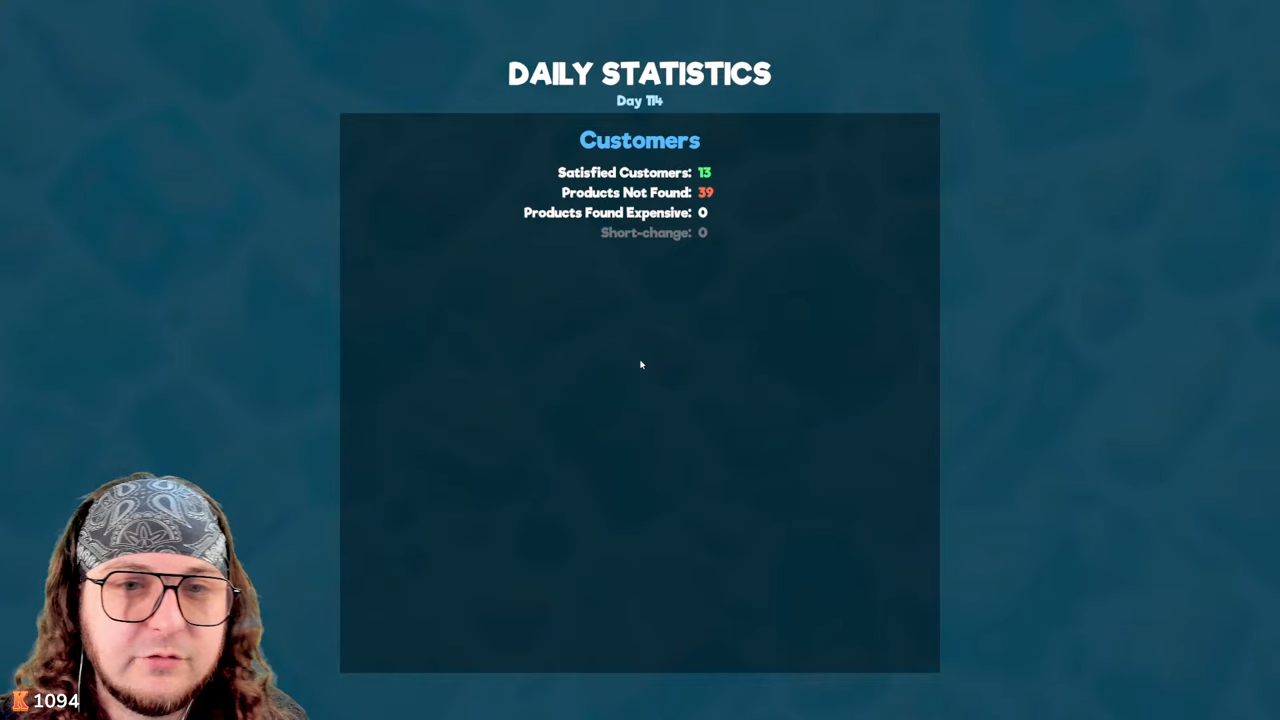 DAILY STATISTICS
Day 114
Customers
Satisfied Customers: 13
Products Not Found: 39
Products Found Expensive: 0
Short-change: 0
K 1094